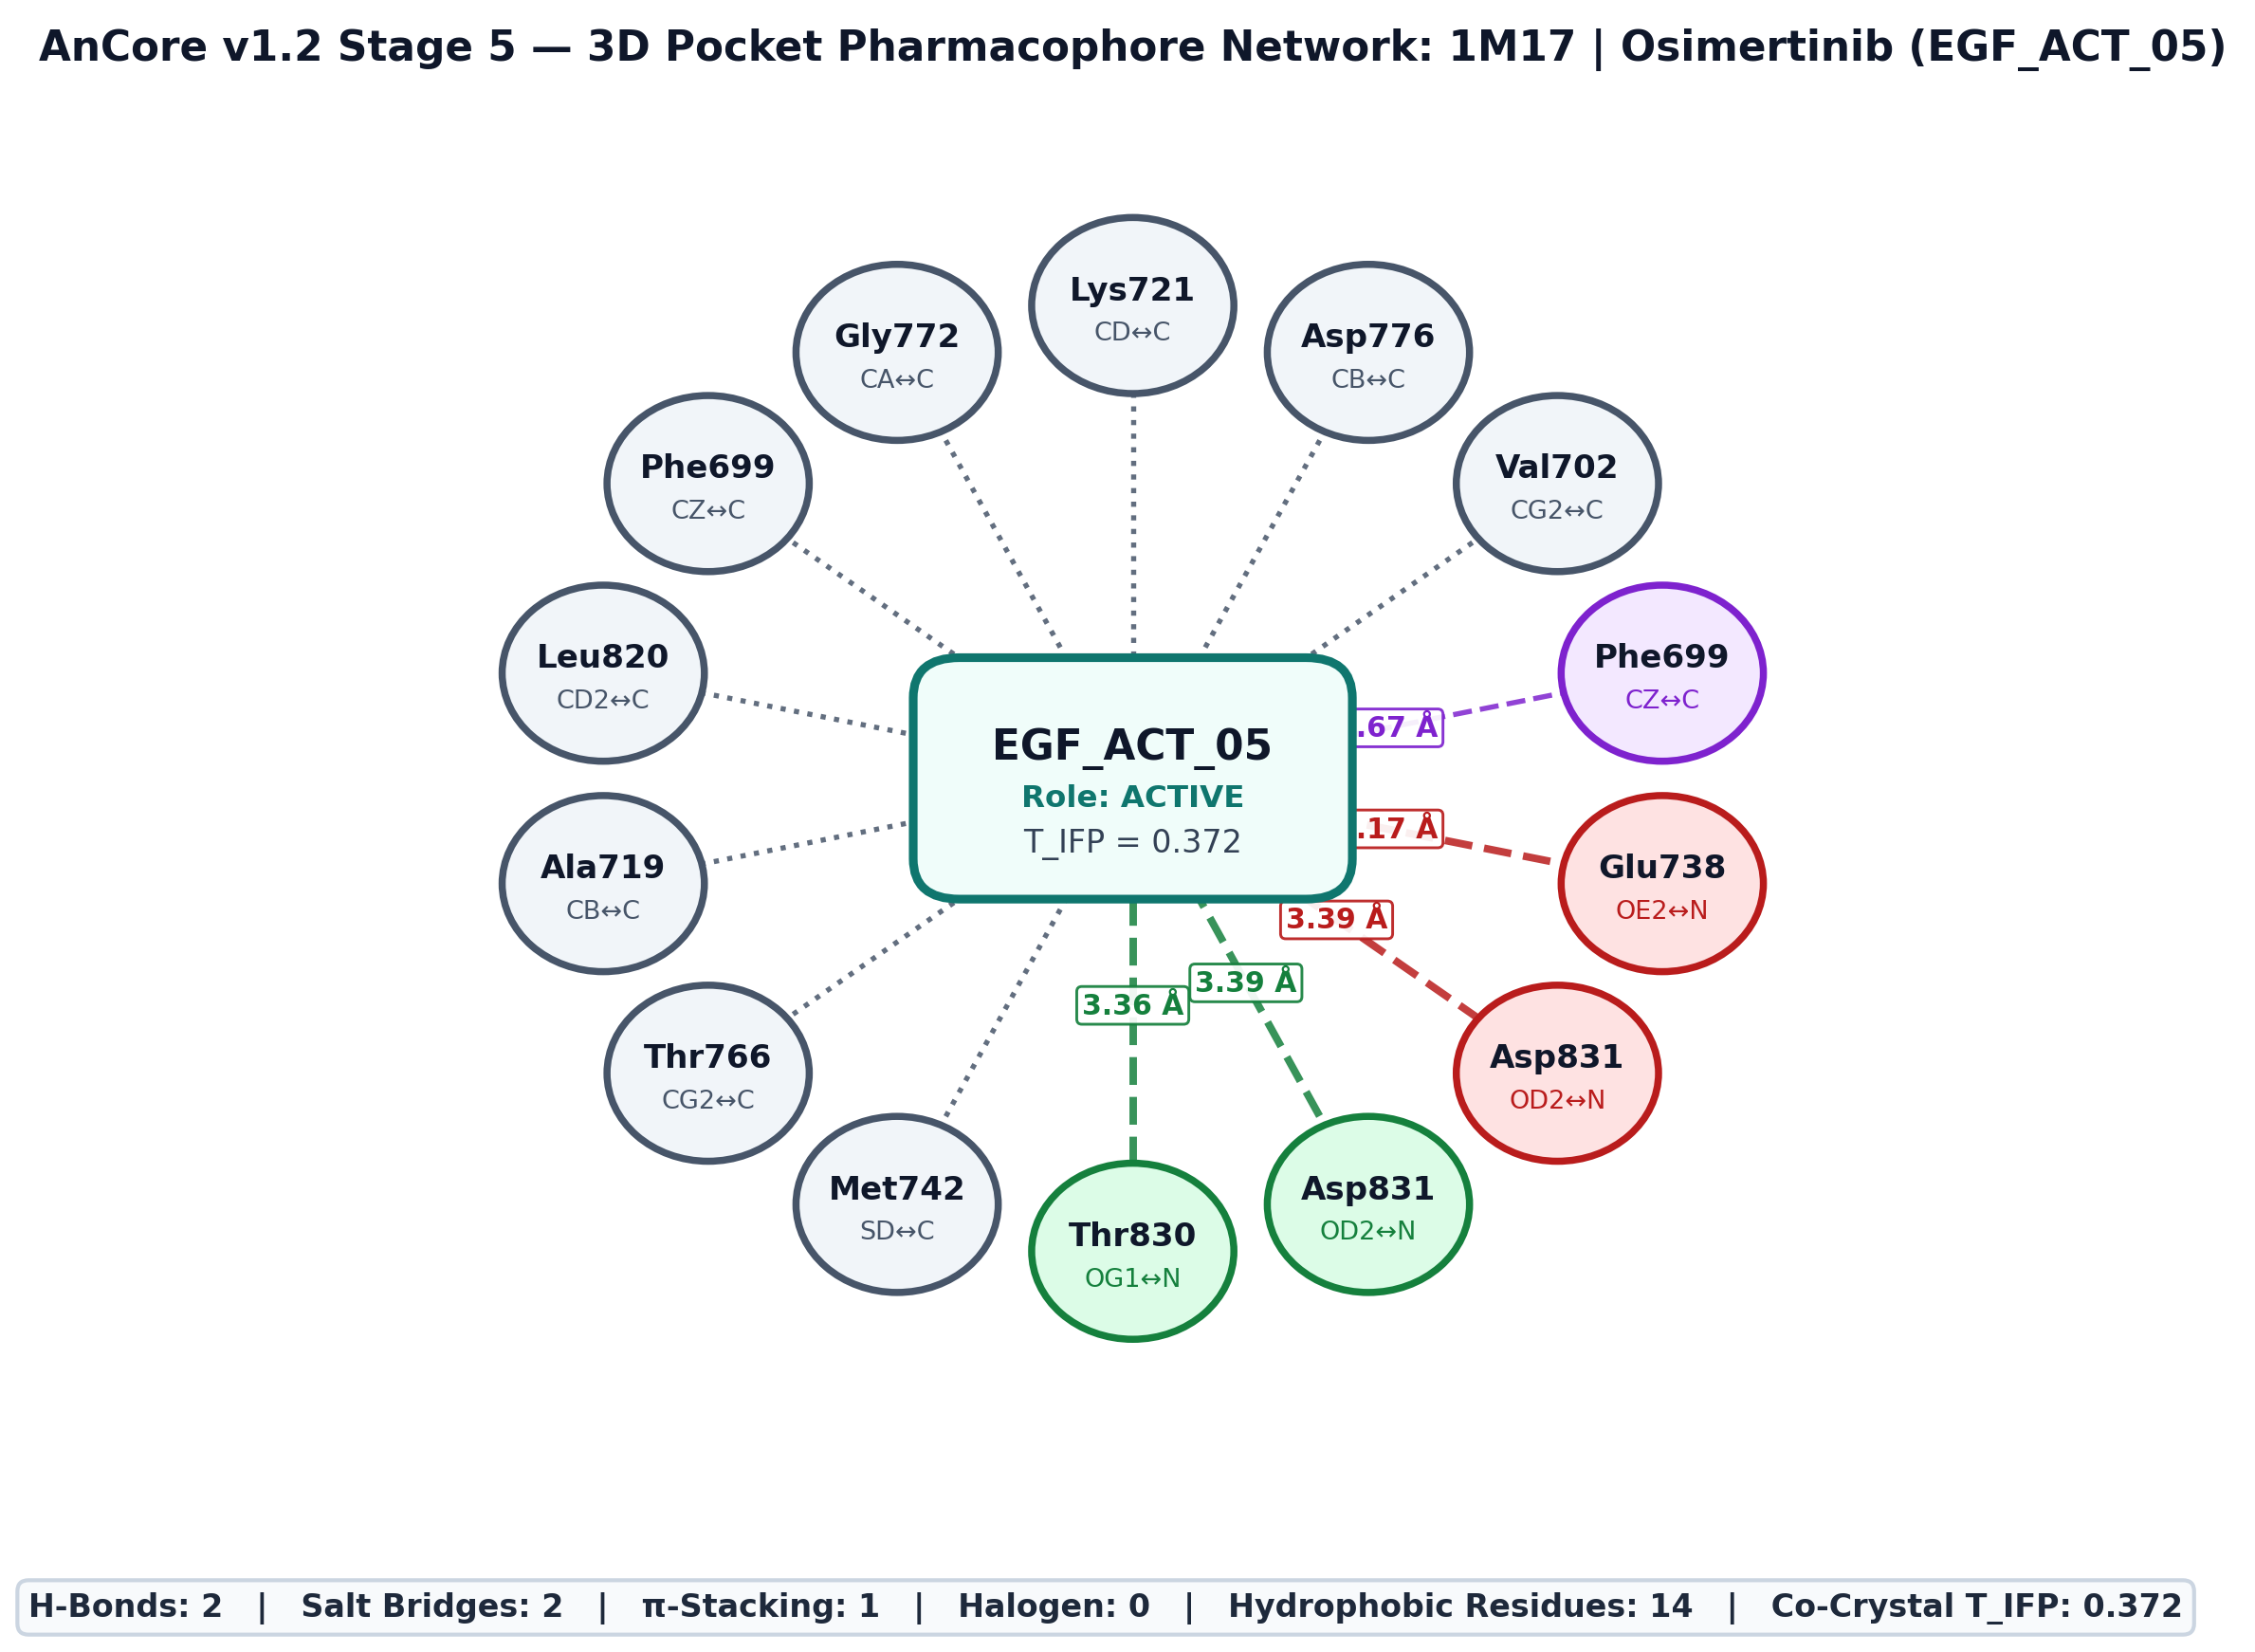 AnCore v1.2 Stage 5 — 3D Pocket Pharmacophore Network: 1M17 | Osimertinib (EGF_ACT_05)
Lys721
CD↔C
Gly772
CA↔C
Asp776
CB↔C
Phe699
CZ↔C
Val702
CG2↔C
Leu820
CD2↔C
Phe699
CZ↔C
.67 Å
EGF_ACT_05
Role: ACTIVE
T_IFP = 0.372
.17 Å
Ala719
CB↔C
Glu738
OE2↔N
3.39 Å
3.39 Å
3.36 Å
Thr766
CG2↔C
Asp831
OD2↔N
Met742
SD↔C
Asp831
OD2↔N
Thr830
OG1↔N
H-Bonds: 2 | Salt Bridges: 2 | π-Stacking: 1 | Halogen: 0 | Hydrophobic Residues: 14 | Co-Crystal T_IFP: 0.372